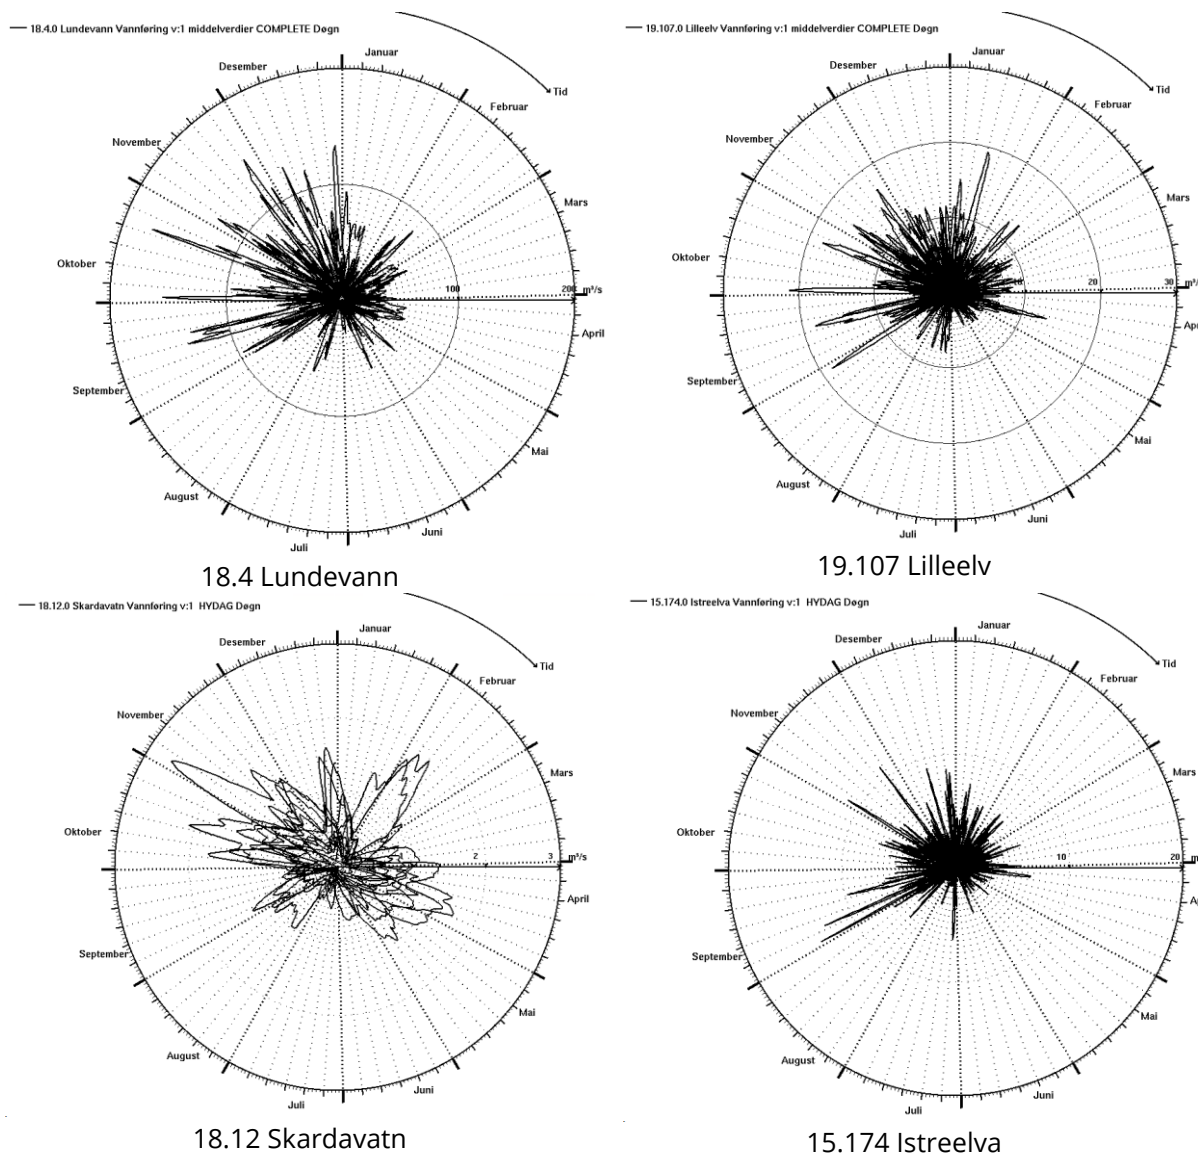 18.4.0 Lundevann Vannføring v:1 middelverdier COMPLETE Døgn
Tid
Januar
Februar
Mars
April
Mai
Juni
Juli
August
September
Oktober
November
Desember
100
200
m³/s
18.4 Lundevann
19.107.0 Lilleelv Vannføring v:1 middelverdier COMPLETE Døgn
Tid
Januar
Februar
Mars
Apr
Mai
Juni
Juli
August
September
Oktober
November
Desember
10
20
30
m³/s
19.107 Lilleelv
18.12.0 Skardavatn Vannføring v:1 HYDAG Døgn
Tid
Januar
Februar
Mars
April
Mai
Juni
Juli
August
September
Oktober
November
Desember
2
3
m³/s
18.12 Skardavatn
15.174.0 Istreelva Vannføring v:1 HYDAG Døgn
Tid
Januar
Februar
Mars
Mai
Juni
Juli
August
September
Oktober
November
Desember
10
20
15.174 Istreelva